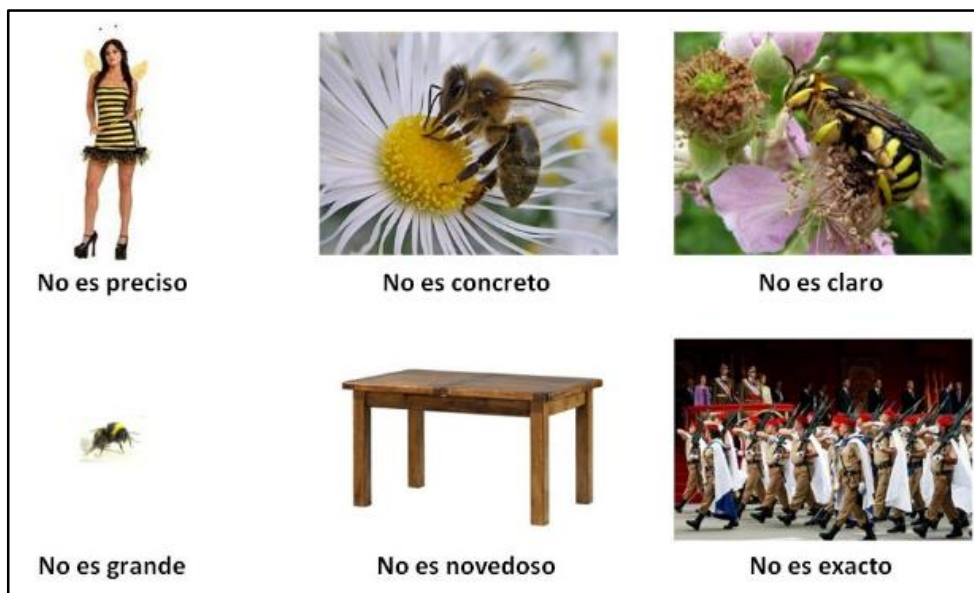 No es preciso
No es concreto
No es claro
No es grande
No es novedoso
No es exacto